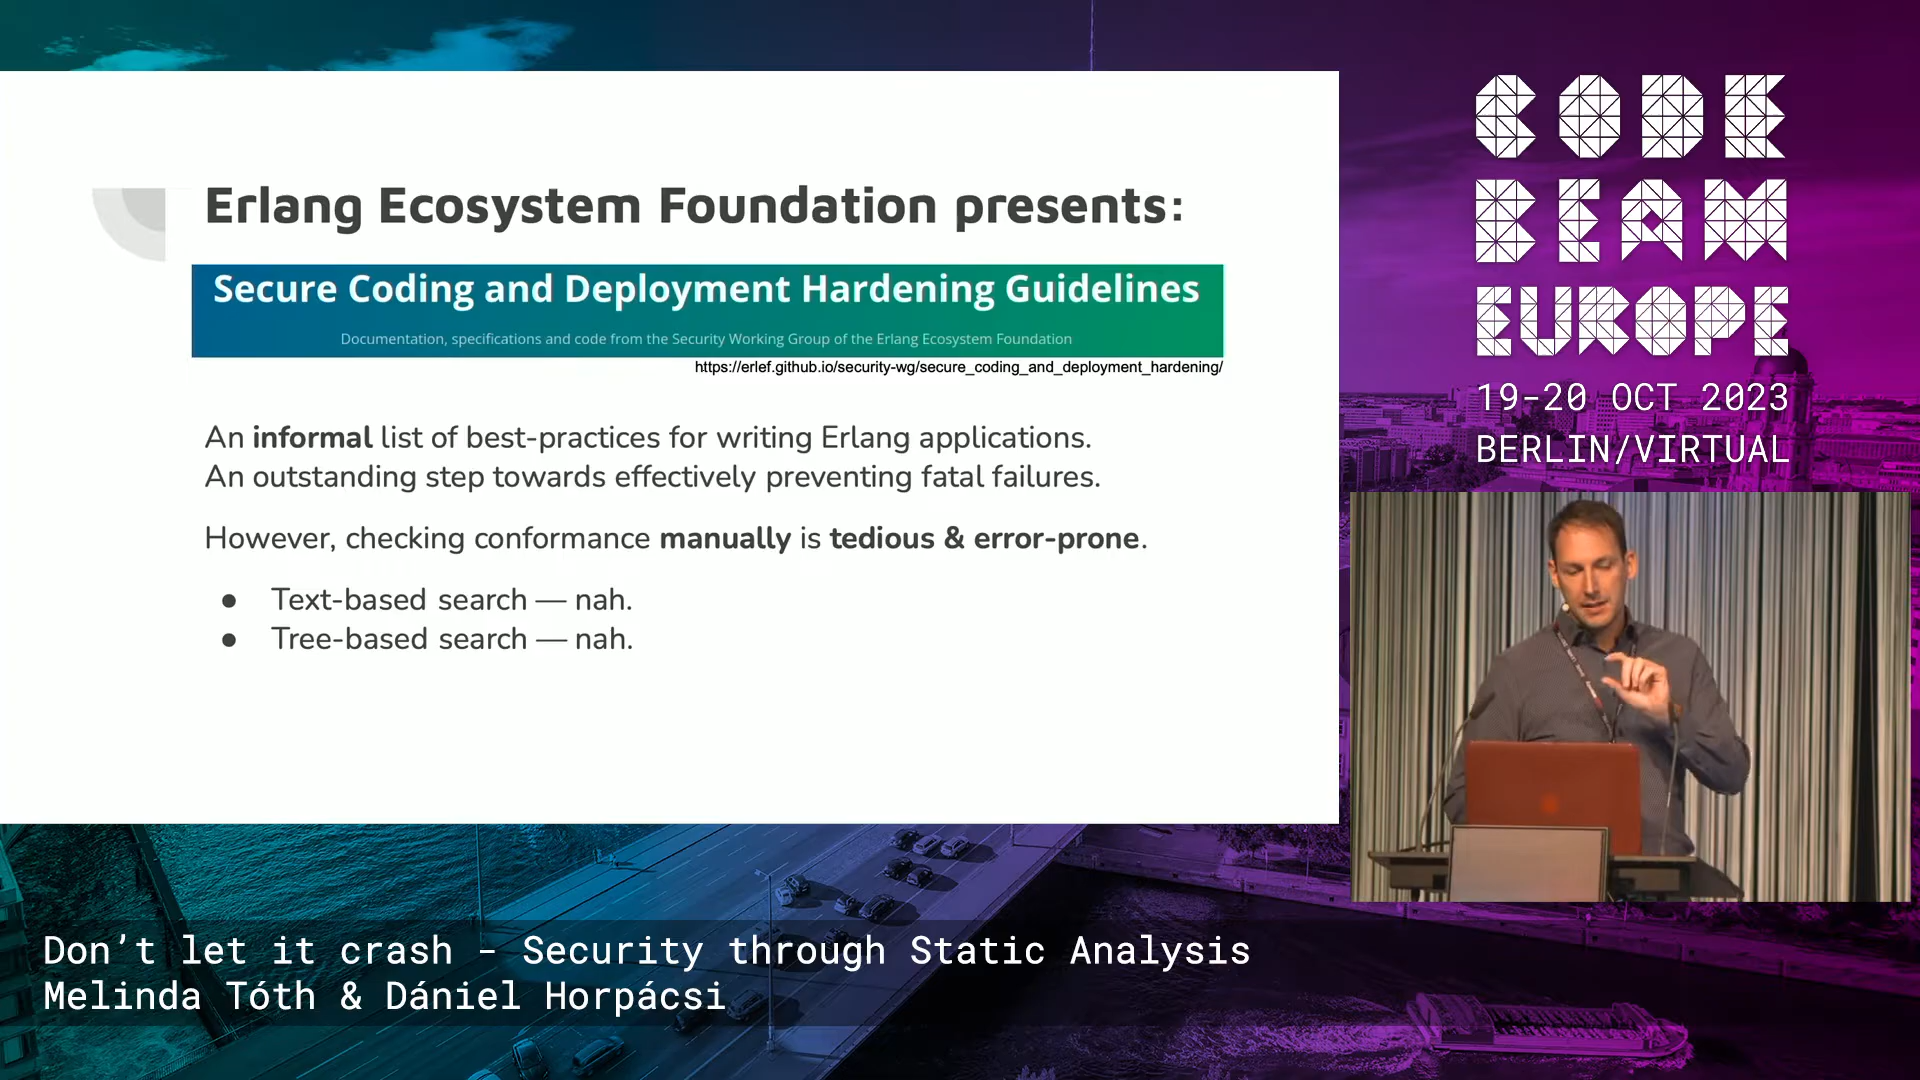 Erlang Ecosystem Foundation presents:
Secure Coding and Deployment Hardening Guidelines
Documentation, specifications and code from the Security Working Group of the Erlang Ecosystem Foundation
https://erlef.github.io/security-wg/secure_coding_and_deployment_hardening/
An informal list of best-practices for writing Erlang applications.
An outstanding step towards effectively preventing fatal failures.
However, checking conformance manually is tedious & error-prone.
● Text-based search — nah.
● Tree-based search — nah.
CODE
BEAM
EUROPE
19-20 OCT 2023
BERLIN/VIRTUAL
Don’t let it crash - Security through Static Analysis
Melinda Tóth & Dániel Horpácsi